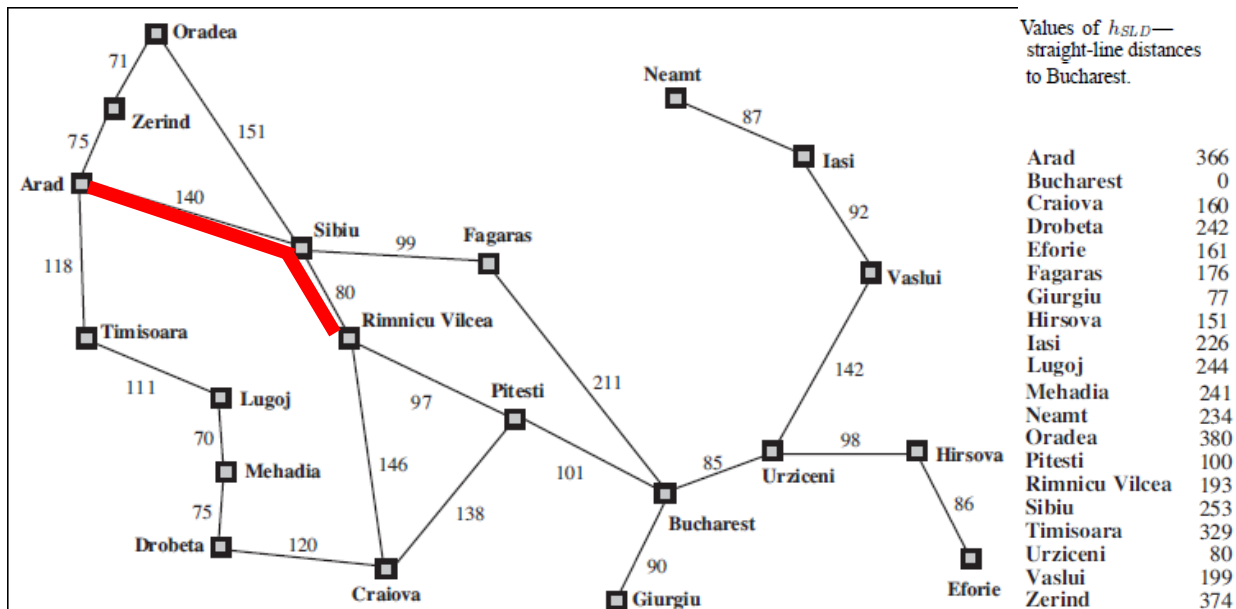 Oradea
71
Neamt
87
Zerind
151
75
Iasi
Arad
140
92
Sibiu
99
Fagaras
118
80
Vaslui
Timisoara
Rimnicu Vilcea
142
211
111
Lugoj
97
Pitesti
70
98
Hirsova
146
85
Mehadia
101
Urziceni
86
75
138
Bucharest
Drobeta
120
90
Craiova
Giurgiu
Eforie
Values of hSLD—
straight-line distances
to Bucharest.
Arad 366
Bucharest 0
Craiova 160
Drobeta 242
Eforie 161
Fagaras 176
Giurgiu 77
Hirsova 151
Iasi 226
Lugoj 244
Mehadia 241
Neamt 234
Oradea 380
Pitesti 100
Rimnicu Vilcea 193
Sibiu 253
Timisoara 329
Urziceni 80
Vaslui 199
Zerind 374